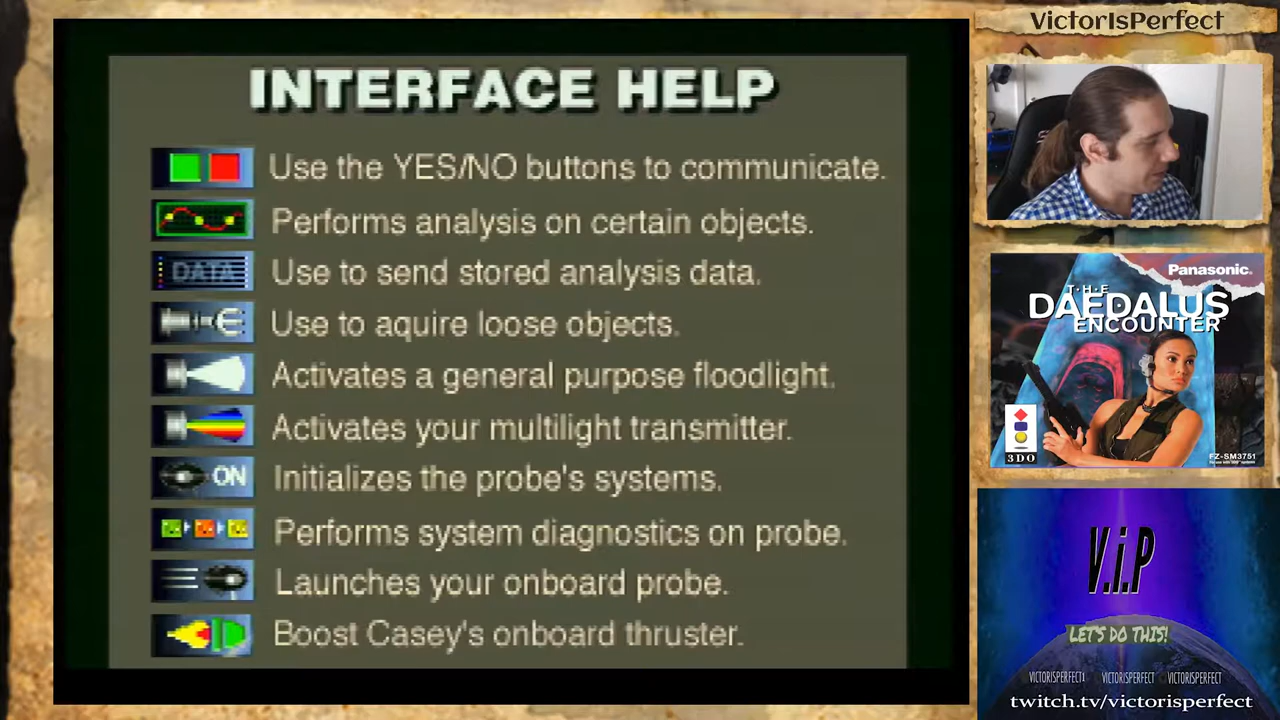 INTERFACE HELP
Use the YES/NO buttons to communicate.
Performs analysis on certain objects.
DATA
Use to send stored analysis data.
Use to aquire loose objects.
Activates a general purpose floodlight.
Activates your multilight transmitter.
ON
Initializes the probe's systems.
Performs system diagnostics on probe.
Launches your onboard probe.
Boost Casey's onboard thruster.
VictorIsPerfect
Panasonic.
T·H·E
DAEDALUS
ENCOUNTER
3DO
FZ-SM3751
V.i.P
LET'S DO THIS!
VICTORISPERFECT1 VICTORISPERFECT VICTORISPERFECT
twitch.tv/victorisperfect